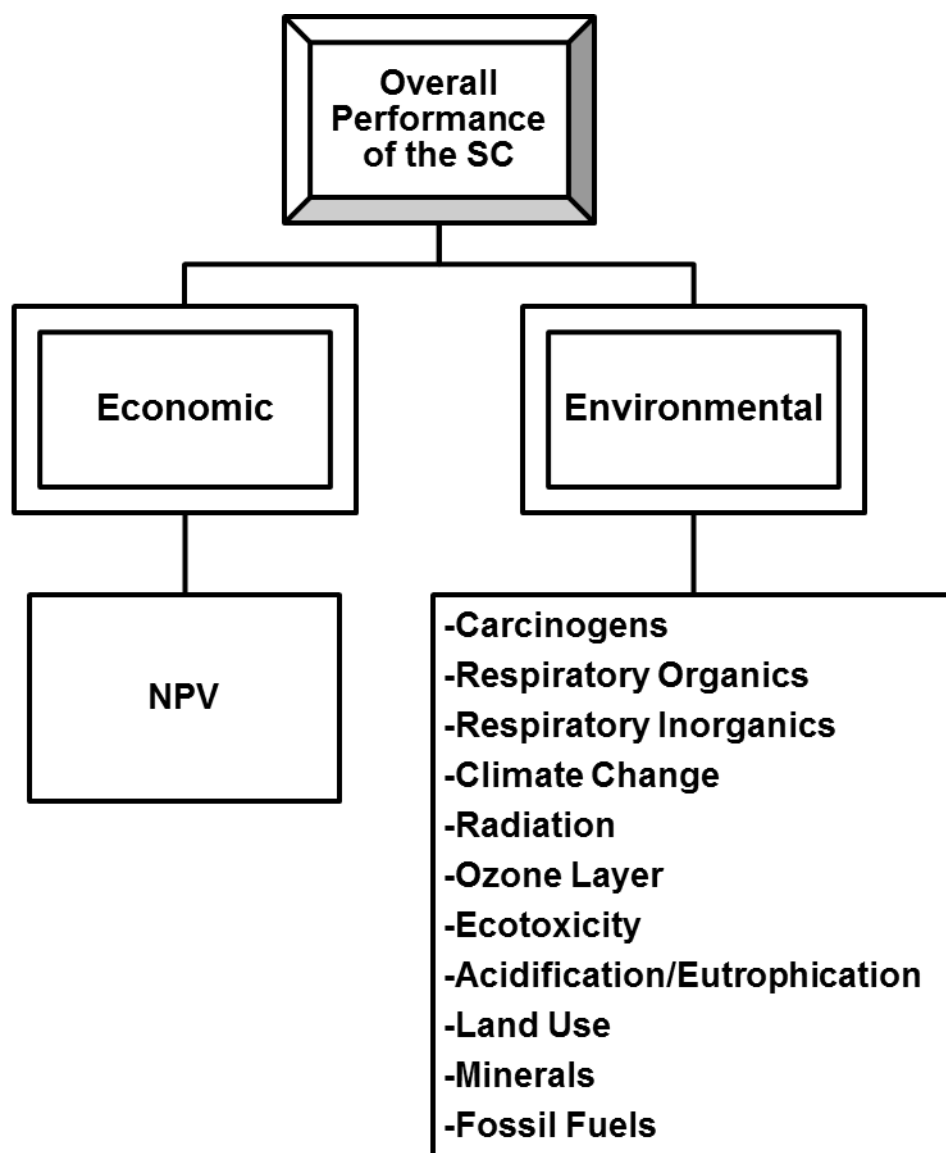 Overall
Performance
of the SC
Economic
Environmental
NPV
-Carcinogens
-Respiratory Organics
-Respiratory Inorganics
-Climate Change
-Radiation
-Ozone Layer
-Ecotoxicity
-Acidification/Eutrophication
-Land Use
-Minerals
-Fossil Fuels